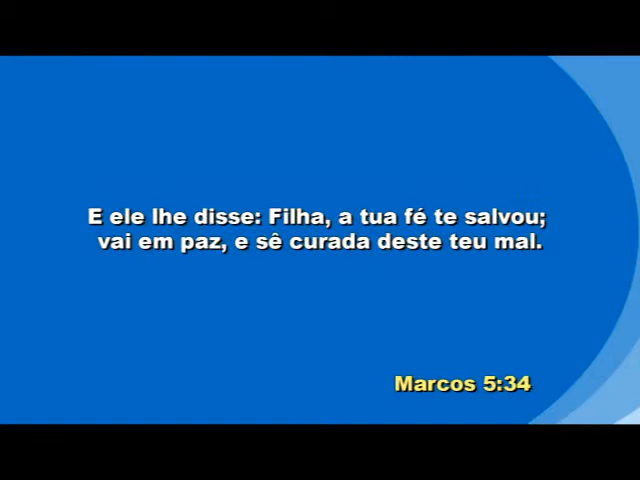 E ele lhe disse: Filha, a tua fé te salvou;
vai em paz, e sê curada deste teu mal.
Marcos 5:34